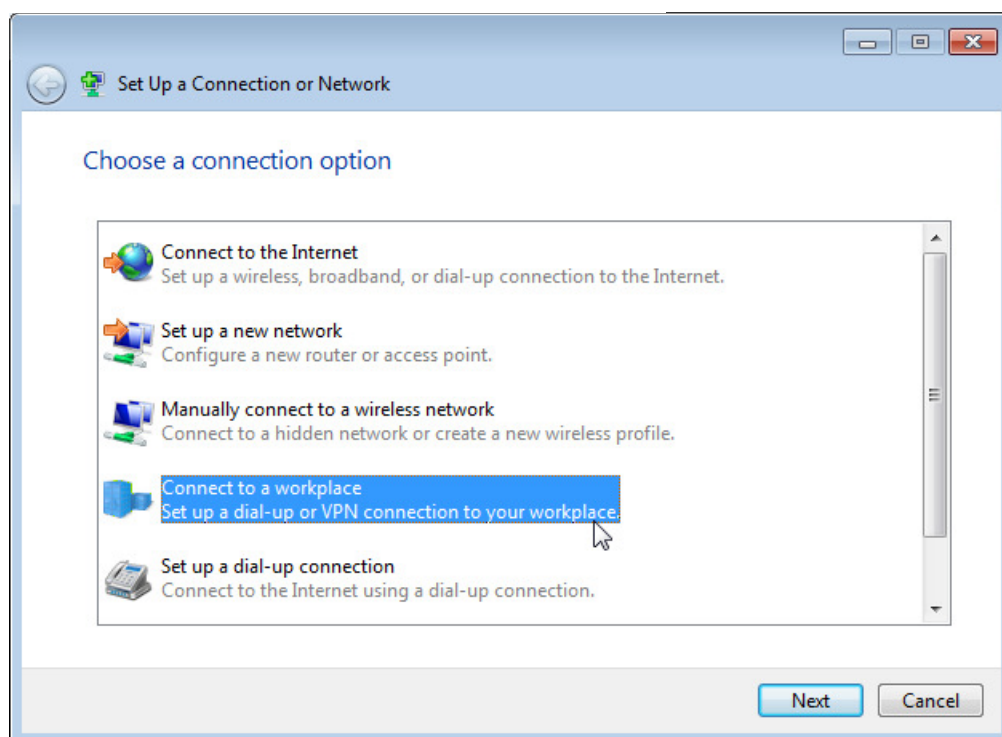 Set Up a Connection or Network
Choose a connection option
Connect to the Internet
Set up a wireless, broadband, or dial-up connection to the Internet.
Set up a new network
Configure a new router or access point.
Manually connect to a wireless network
Connect to a hidden network or create a new wireless profile.
Connect to a workplace
Set up a dial-up or VPN connection to your workplace.
Set up a dial-up connection
Connect to the Internet using a dial-up connection.
Next Cancel